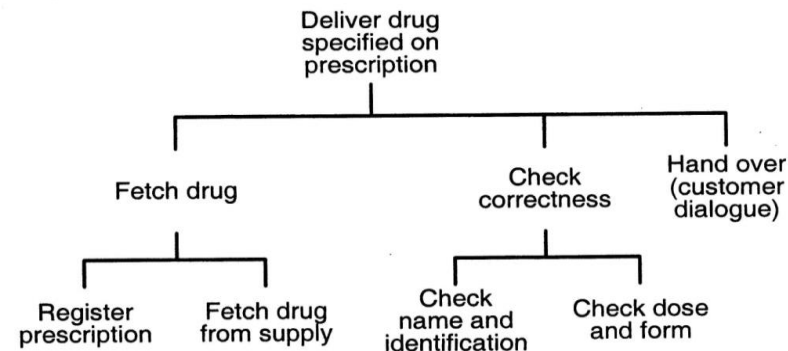 Deliver drug
specified on
prescription
Fetch drug
Check
correctness
Hand over
(customer
dialogue)
Register
prescription
Fetch drug
from supply
Check
name and
identification
Check dose
and form